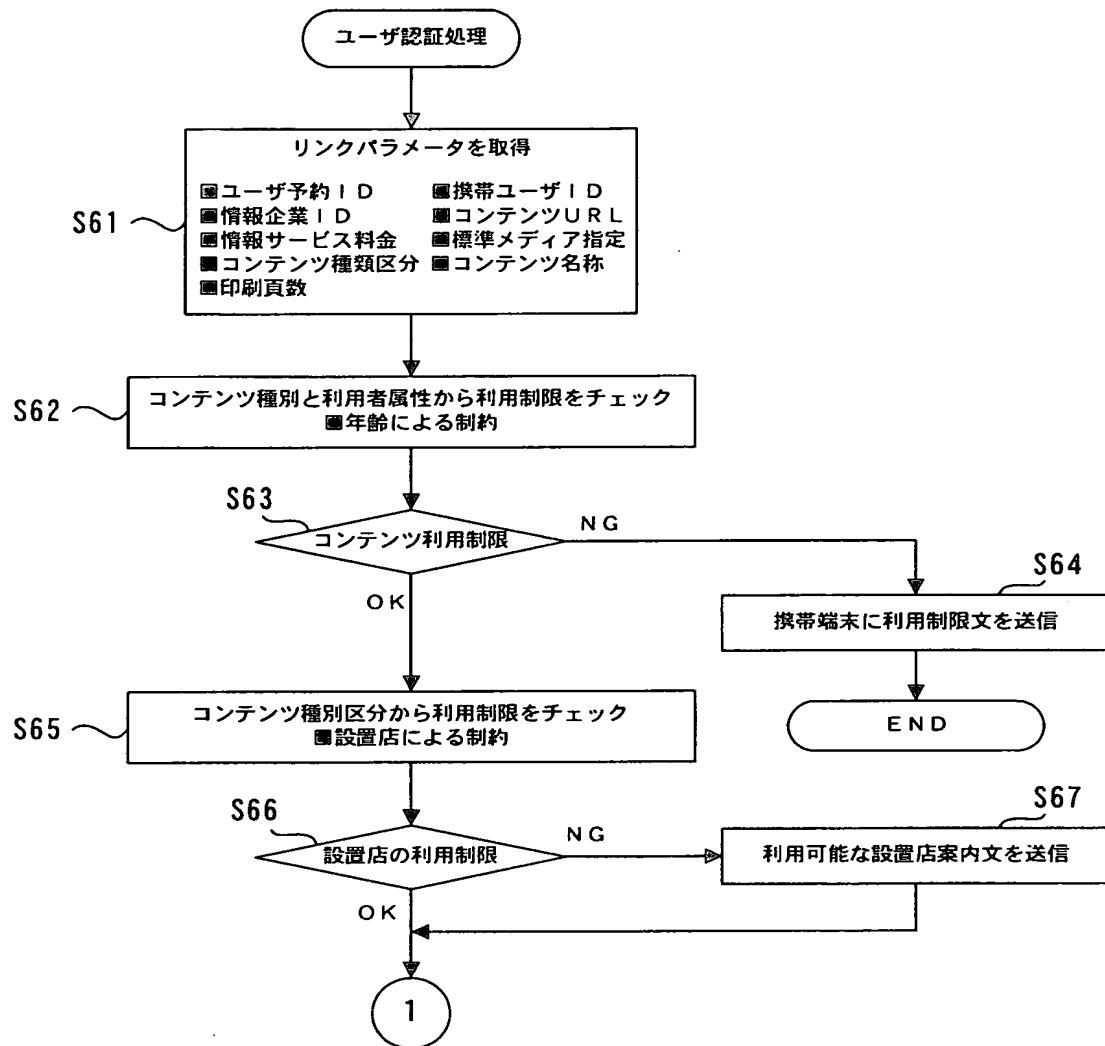 ユーザ認証処理
リンクパラメータを取得
▣ユーザ予約ID ▣携帯ユーザID
▣情報企業ID ▣コンテンツURL
S61
▣情報サービス料金 ▣標準メディア指定
▣コンテンツ種類区分 ▣コンテンツ名称
▣印刷頁数
S62
コンテンツ種別と利用者属性から利用制限をチェック
▣年齢による制約
S63
コンテンツ利用制限
NG
OK
S64
携帯端末に利用制限文を送信
END
S65
コンテンツ種別区分から利用制限をチェック
▣設置店による制約
S66
設置店の利用制限
NG
OK
S67
利用可能な設置店案内文を送信
1